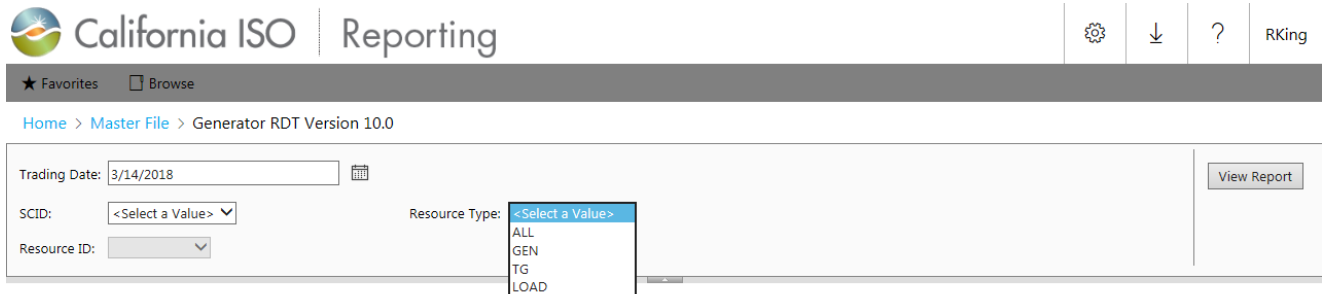 California ISO Reporting
? RKing
★ Favorites Browse
Home > Master File > Generator RDT Version 10.0
Trading Date: 3/14/2018
View Report
SCID: <Select a Value> Resource Type: <Select a Value>
ALL
Resource ID: GEN
TG
LOAD